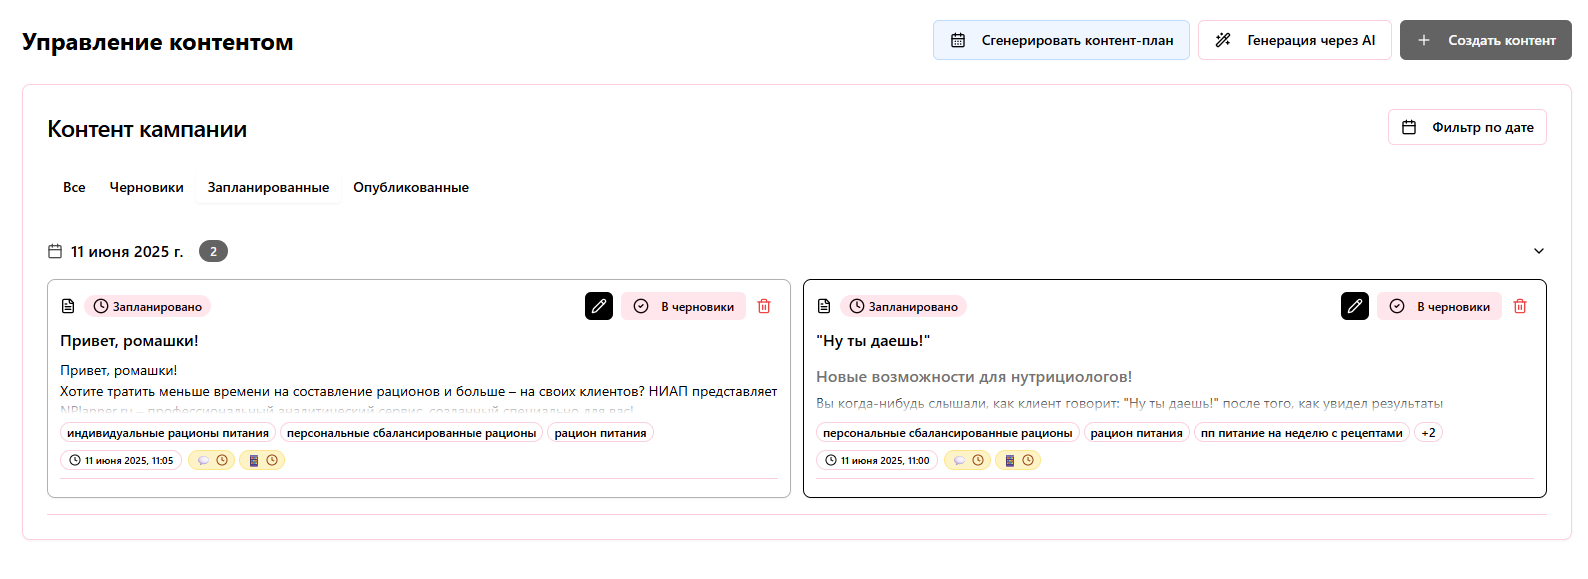 Управление контентом
Сгенерировать контент-план
Генерация через AI
Создать контент
Контент кампании
Фильтр по дате
Все
Черновики
Запланированные
Опубликованные
11 июня 2025 г.
2
Запланировано
В черновики
Привет, ромашки!
Привет, ромашки!
Хотите тратить меньше времени на составление рационов и больше – на своих клиентов? НИАП представляет
NPlanner.ru – профессиональный аналитический сервис, созданный специально для вас!
индивидуальные рационы питания
персональные сбалансированные рационы
рацион питания
11 июня 2025, 11:05
Запланировано
В черновики
"Ну ты даешь!"
Новые возможности для нутрициологов!
Вы когда-нибудь слышали, как клиент говорит: "Ну ты даешь!" после того, как увидел результаты
персональные сбалансированные рационы
рацион питания
пп питание на неделю с рецептами
+2
11 июня 2025, 11:00